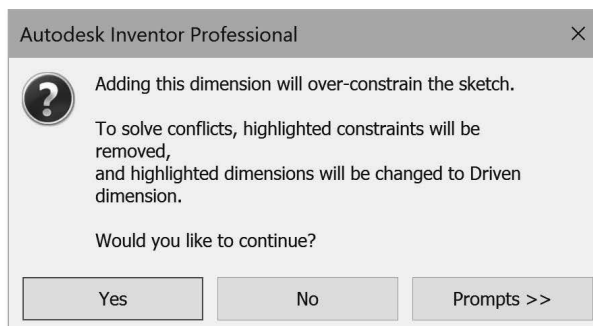 Autodesk Inventor Professional
Adding this dimension will over-constrain the sketch.
To solve conflicts, highlighted constraints will be
removed,
and highlighted dimensions will be changed to Driven
dimension.
Would you like to continue?
Yes No Prompts >>